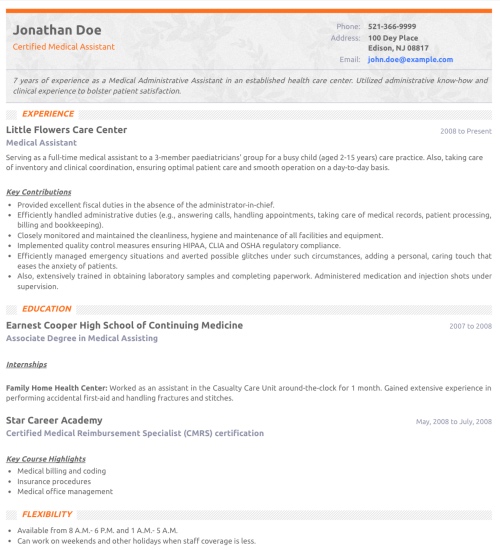 Jonathan Doe
Certified Medical Assistant
Phone: 521-366-9999
Address: 100 Dey Place
Edison, NJ 08817
Email: john.doe@example.com
7 years of experience as a Medical Administrative Assistant in an established health care center. Utilized administrative know-how and
clinical experience to bolster patient satisfaction.
EXPERIENCE
Little Flowers Care Center 2008 to Present
Medical Assistant
Serving as a full-time medical assistant to a 3-member paediatricians' group for a busy child (aged 2-15 years) care practice. Also, taking care
of inventory and clinical coordination, ensuring optimal patient care and smooth operation on a day-to-day basis.
Key Contributions
• Provided excellent fiscal duties in the absence of the administrator-in-chief.
• Efficiently handled administrative duties (e.g., answering calls, handling appointments, taking care of medical records, patient processing,
billing and bookkeeping).
• Closely monitored and maintained the cleanliness, hygiene and maintenance of all facilities and equipment.
• Implemented quality control measures ensuring HIPAA, CLIA and OSHA regulatory compliance.
• Efficiently managed emergency situations and averted possible glitches under such circumstances, adding a personal, caring touch that
eases the anxiety of patients.
• Also, extensively trained in obtaining laboratory samples and completing paperwork. Administered medication and injection shots under
supervision.
EDUCATION
Earnest Cooper High School of Continuing Medicine 2007 to 2008
Associate Degree in Medical Assisting
Internships
Family Home Health Center: Worked as an assistant in the Casualty Care Unit around-the-clock for 1 month. Gained extensive experience in
performing accidental first-aid and handling fractures and stitches.
Star Career Academy May, 2008 to July, 2008
Certified Medical Reimbursement Specialist (CMRS) certification
Key Course Highlights
• Medical billing and coding
• Insurance procedures
• Medical office management
FLEXIBILITY
• Available from 8 A.M.- 6 P.M. and 1 A.M.- 5 A.M.
• Can work on weekends and other holidays when staff coverage is less.